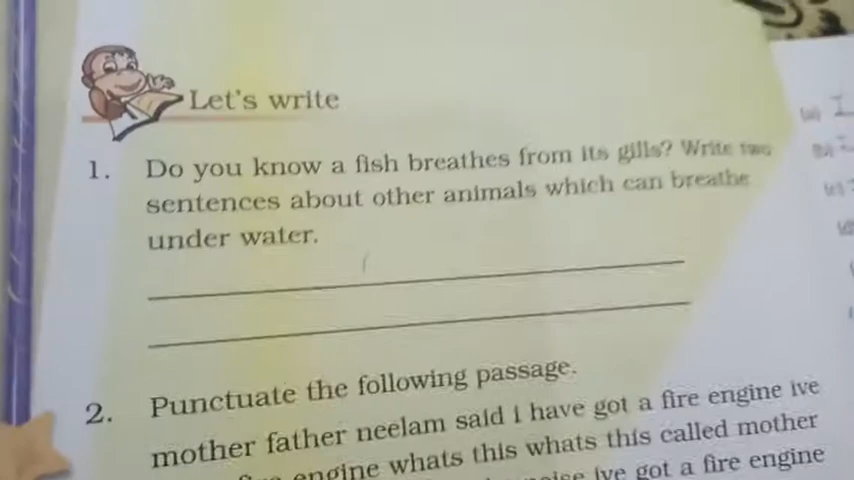 Let's write
1. Do you know a fish breathes from its gills? Write two
sentences about other animals which can breathe
under water.
2. Punctuate the following passage.
mother father neelam said i have got a fire engine ive
engine whats this whats this called mother
ive got a fire engine